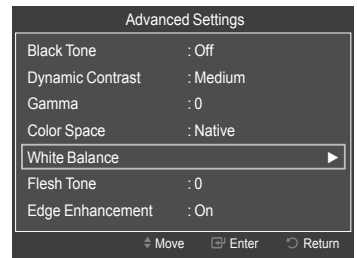 Advanced Settings
Black Tone : Off
Dynamic Contrast : Medium
Gamma : 0
Color Space : Native
White Balance ►
Flesh Tone : 0
Edge Enhancement : On
Move Enter Return